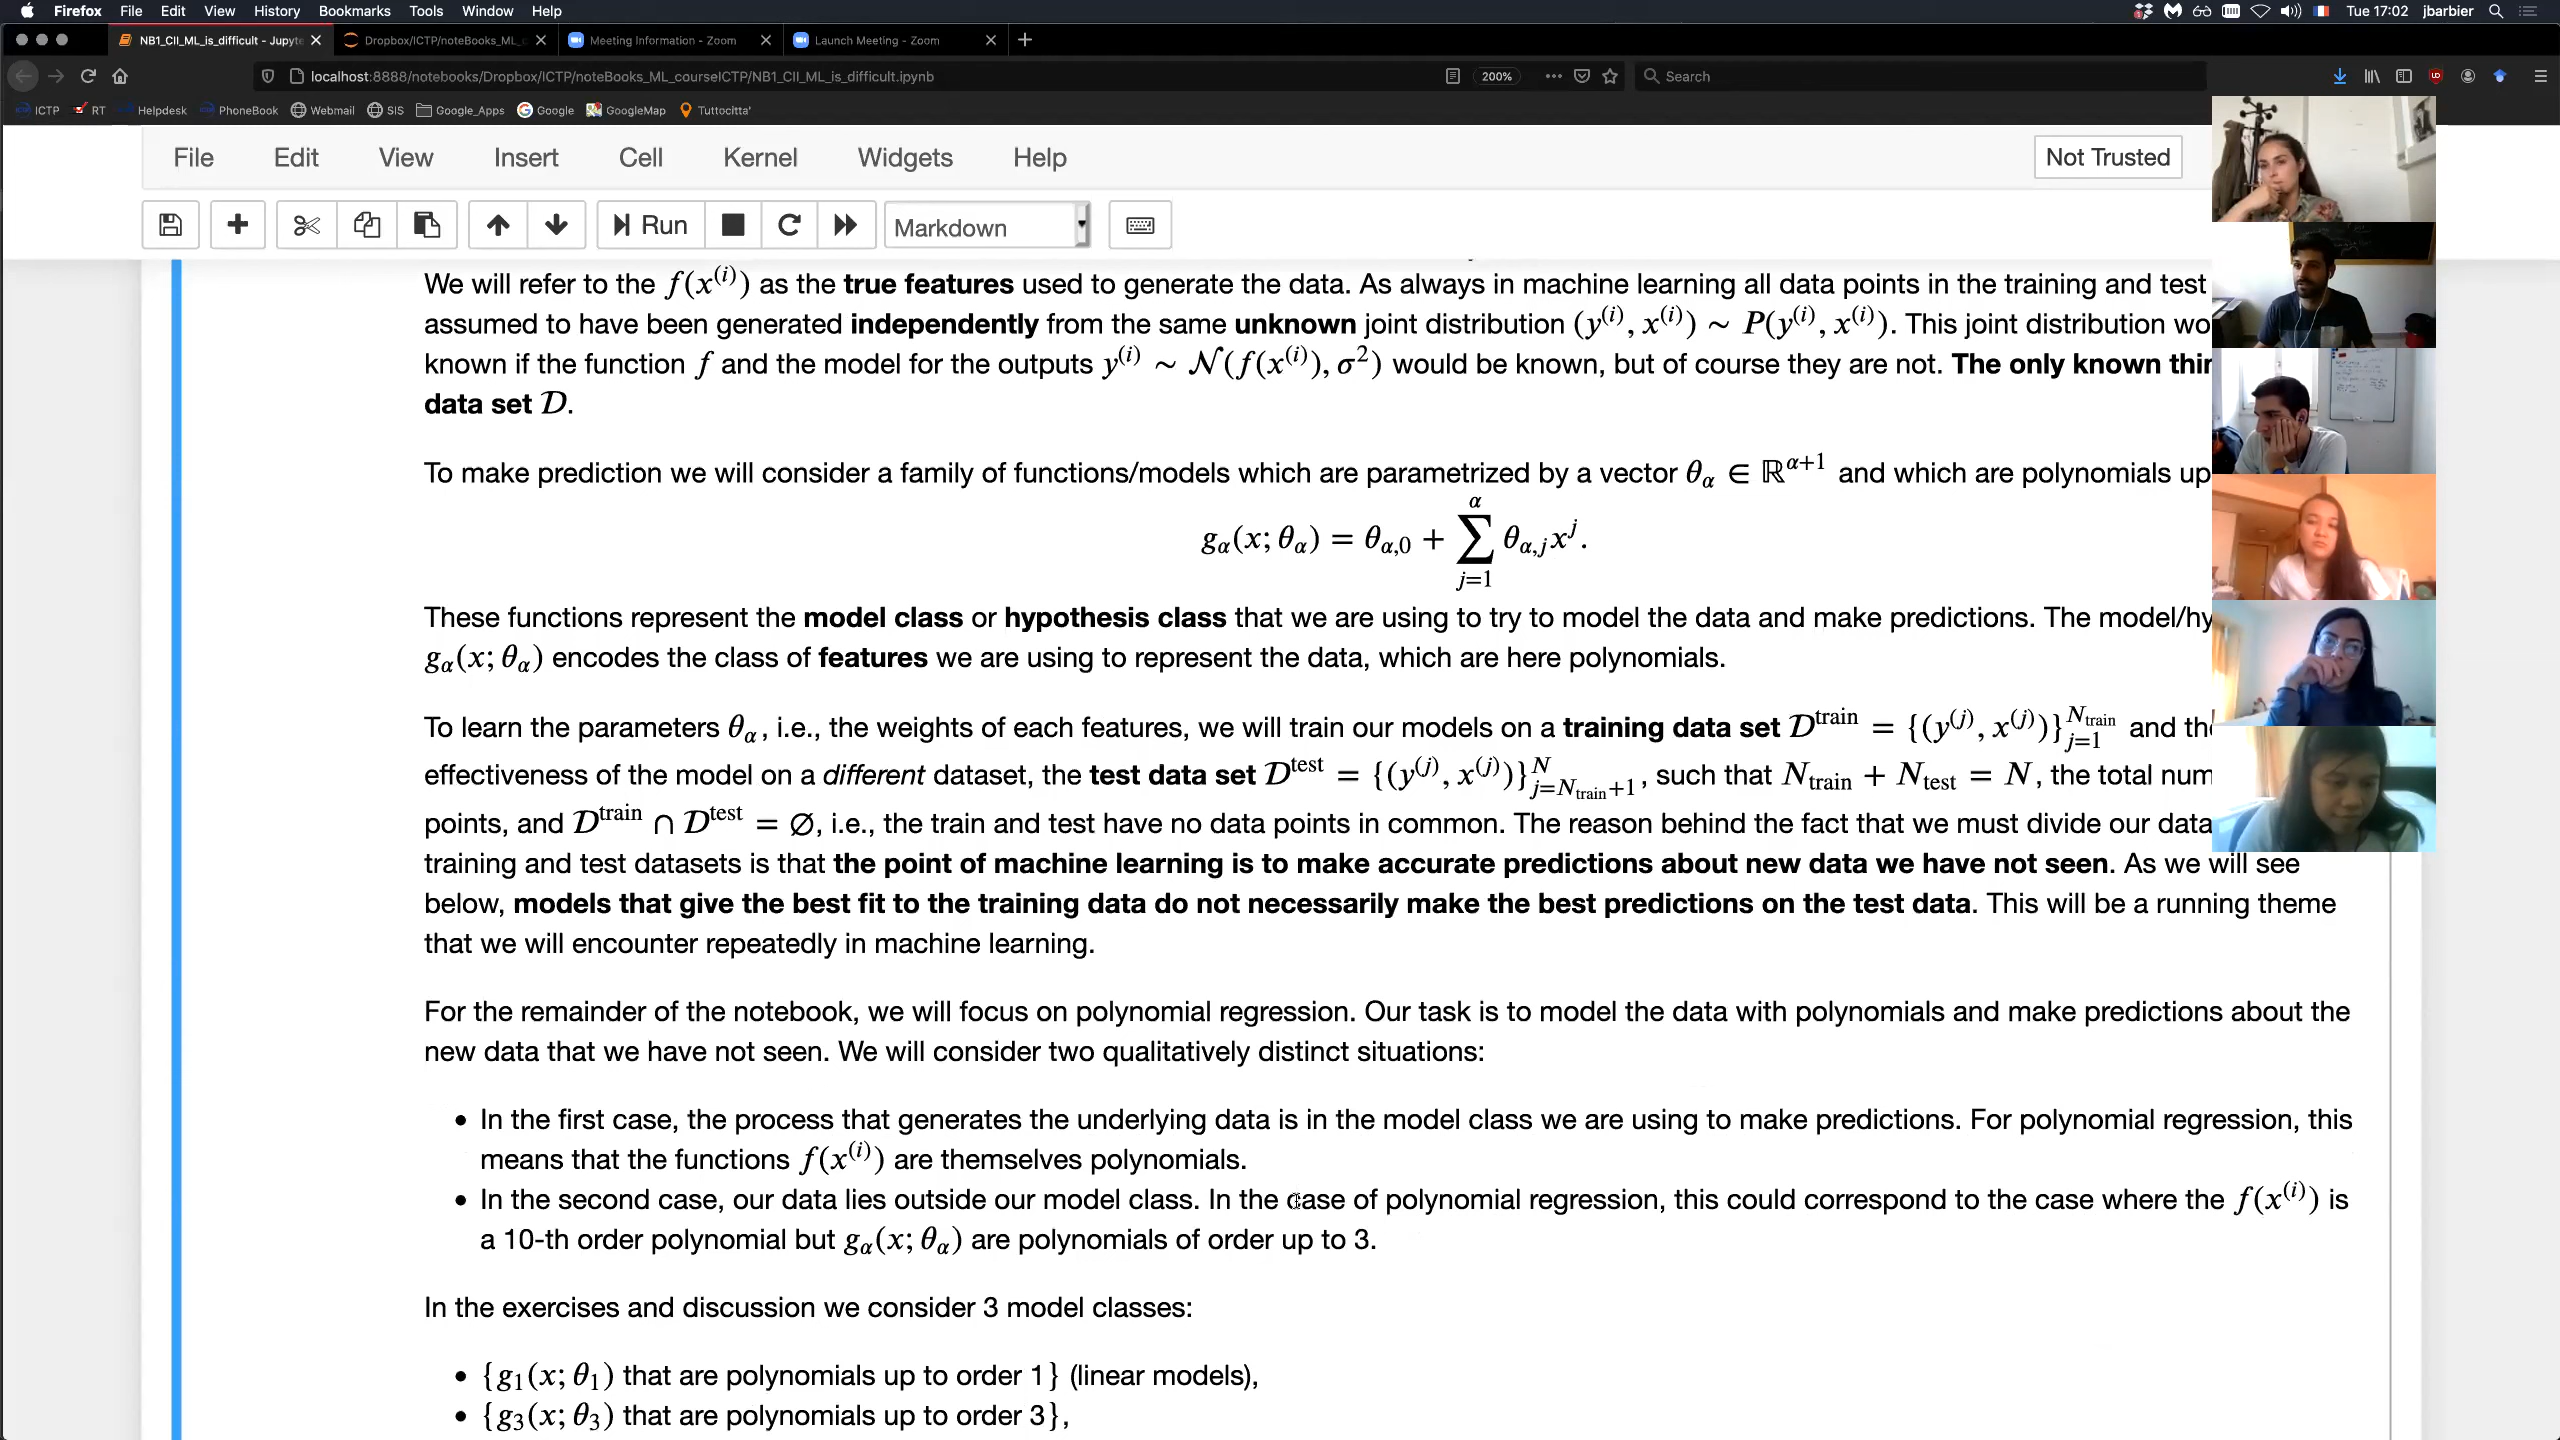 Firefox File Edit View History Bookmarks Tools Window Help Tue 17:02 jbarbier
NB1_CII_ML_is_difficult - Jupyte Dropbox/ICTP/noteBooks_ML_c Meeting Information - Zoom Launch Meeting - Zoom
localhost:8888/notebooks/Dropbox/ICTP/noteBooks_ML_courseICTP/NB1_CII_ML_is_difficult.ipynb 200% Search
ICTP RT Helpdesk PhoneBook Webmail SIS Google_Apps Google GoogleMap Tuttocitta'
File Edit View Insert Cell Kernel Widgets Help Not Trusted
Run Markdown
We will refer to the f(x^(i)) as the true features used to generate the data. As always in machine learning all data points in the training and test
assumed to have been generated independently from the same unknown joint distribution (y^(i), x^(i)) ∼ P(y^(i), x^(i)). This joint distribution wo
known if the function f and the model for the outputs y^(i) ∼ 𝒩(f(x^(i)), σ²) would be known, but of course they are not. The only known thin
data set 𝒟.
To make prediction we will consider a family of functions/models which are parametrized by a vector θ_α ∈ ℝ^(α+1) and which are polynomials up
g_α(x; θ_α) = θ_α,0 + ∑_{j=1}^{α} θ_α,j x^j.
These functions represent the model class or hypothesis class that we are using to try to model the data and make predictions. The model/hy
g_α(x; θ_α) encodes the class of features we are using to represent the data, which are here polynomials.
To learn the parameters θ_α, i.e., the weights of each features, we will train our models on a training data set 𝒟^train = {(y^(j), x^(j))}_{j=1}^{N_train} and the
effectiveness of the model on a different dataset, the test data set 𝒟^test = {(y^(j), x^(j))}_{j=N_train+1}^{N}, such that N_train + N_test = N, the total num
points, and 𝒟^train ∩ 𝒟^test = ∅, i.e., the train and test have no data points in common. The reason behind the fact that we must divide our data
training and test datasets is that the point of machine learning is to make accurate predictions about new data we have not seen. As we will see
below, models that give the best fit to the training data do not necessarily make the best predictions on the test data. This will be a running theme
that we will encounter repeatedly in machine learning.
For the remainder of the notebook, we will focus on polynomial regression. Our task is to model the data with polynomials and make predictions about the
new data that we have not seen. We will consider two qualitatively distinct situations:
• In the first case, the process that generates the underlying data is in the model class we are using to make predictions. For polynomial regression, this
means that the functions f(x^(i)) are themselves polynomials.
• In the second case, our data lies outside our model class. In the case of polynomial regression, this could correspond to the case where the f(x^(i)) is
a 10-th order polynomial but g_α(x; θ_α) are polynomials of order up to 3.
In the exercises and discussion we consider 3 model classes:
• {g_1(x; θ_1) that are polynomials up to order 1} (linear models),
• {g_3(x; θ_3) that are polynomials up to order 3},